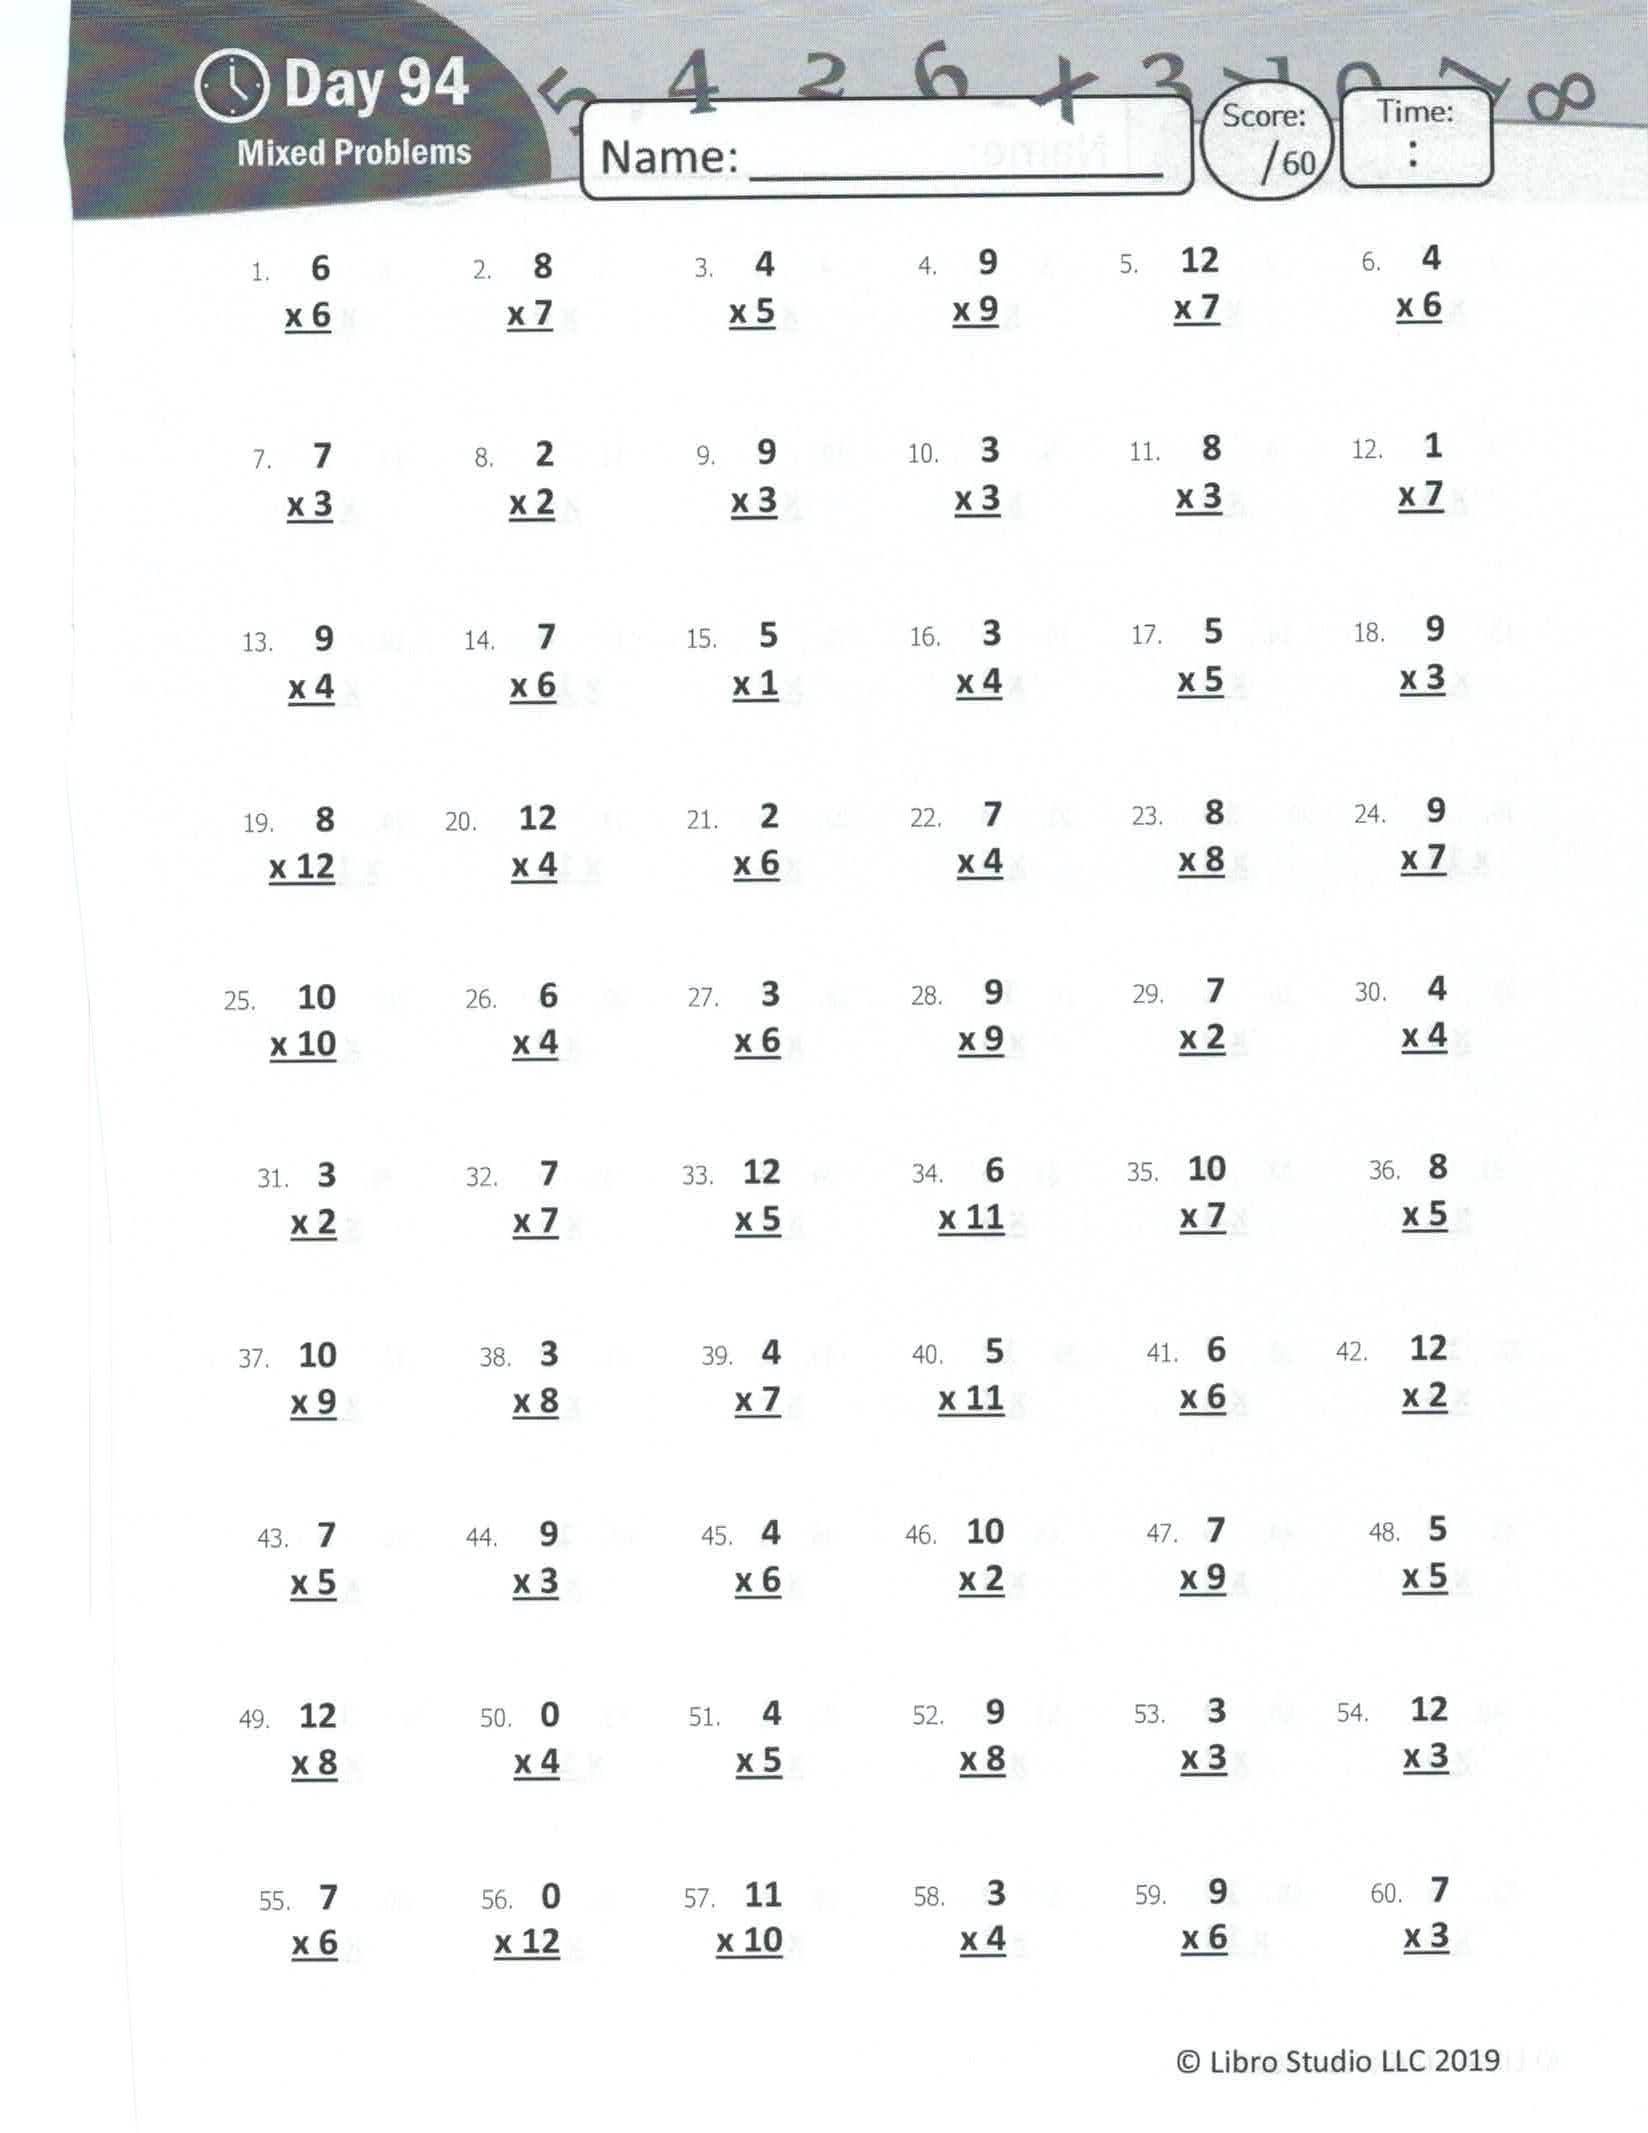 Day 94
Mixed Problems
5 4 2 6 x 3 7 0 7 8
Name:
Score:
/60
Time:
:
1. 6 2. 8 3. 4 4. 9 5. 12 6. 4
x 6 x 7 x 5 x 9 x 7 x 6
7. 7 8. 2 9. 9 10. 3 11. 8 12. 1
x 3 x 2 x 3 x 3 x 3 x 7
13. 9 14. 7 15. 5 16. 3 17. 5 18. 9
x 4 x 6 x 1 x 4 x 5 x 3
19. 8 20. 12 21. 2 22. 7 23. 8 24. 9
x 12 x 4 x 6 x 4 x 8 x 7
25. 10 26. 6 27. 3 28. 9 29. 7 30. 4
x 10 x 4 x 6 x 9 x 2 x 4
31. 3 32. 7 33. 12 34. 6 35. 10 36. 8
x 2 x 7 x 5 x 11 x 7 x 5
37. 10 38. 3 39. 4 40. 5 41. 6 42. 12
x 9 x 8 x 7 x 11 x 6 x 2
43. 7 44. 9 45. 4 46. 10 47. 7 48. 5
x 5 x 3 x 6 x 2 x 9 x 5
49. 12 50. 0 51. 4 52. 9 53. 3 54. 12
x 8 x 4 x 5 x 8 x 3 x 3
55. 7 56. 0 57. 11 58. 3 59. 9 60. 7
x 6 x 12 x 10 x 4 x 6 x 3
© Libro Studio LLC 2019